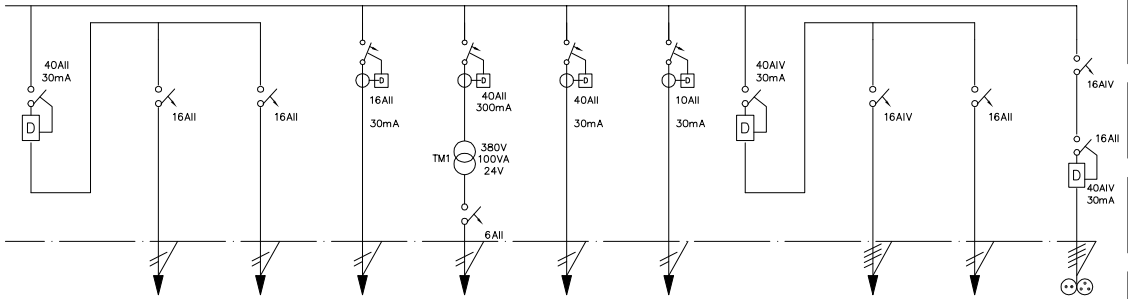 40AII
30mA
D
16AII
16AII
D
16AII
30mA
D
40AII
300mA
TM1
380V
100VA
24V
6AII
D
40AII
30mA
D
10AII
30mA
40AIV
30mA
D
16AIV
16AII
16AIV
16AII
D
40AIV
30mA